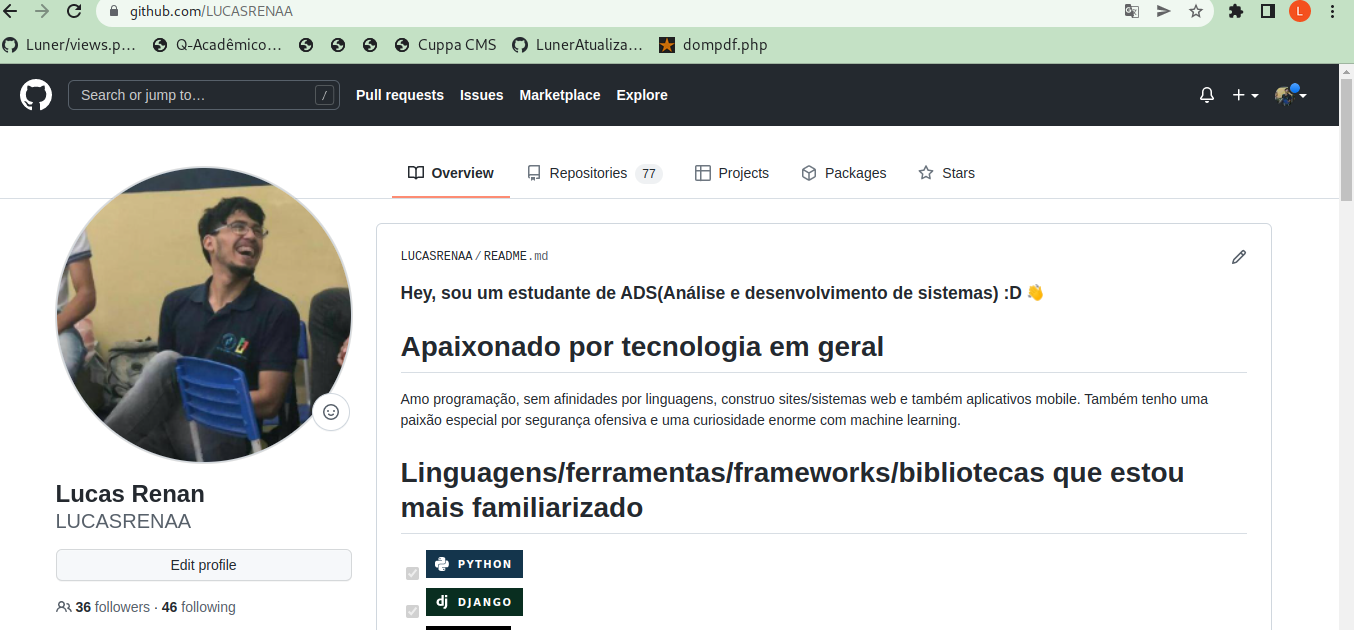 github.com/LUCASRENAA
L
Luner/views.p...
Q-Acadêmico...
Cuppa CMS
LunerAtualiza...
dompdf.php
Search or jump to...
/
Pull requests
Issues
Marketplace
Explore
Overview
Repositories 77
Projects
Packages
Stars
LUCASRENAA/README.md
Hey, sou um estudante de ADS(Análise e desenvolvimento de sistemas) :D 👋
Apaixonado por tecnologia em geral
Amo programação, sem afinidades por linguagens, construo sites/sistemas web e também aplicativos mobile. Também tenho uma
paixão especial por segurança ofensiva e uma curiosidade enorme com machine learning.
Linguagens/ferramentas/frameworks/bibliotecas que estou
mais familiarizado
PYTHON
dj DJANGO
Lucas Renan
LUCASRENAA
Edit profile
36 followers · 46 following